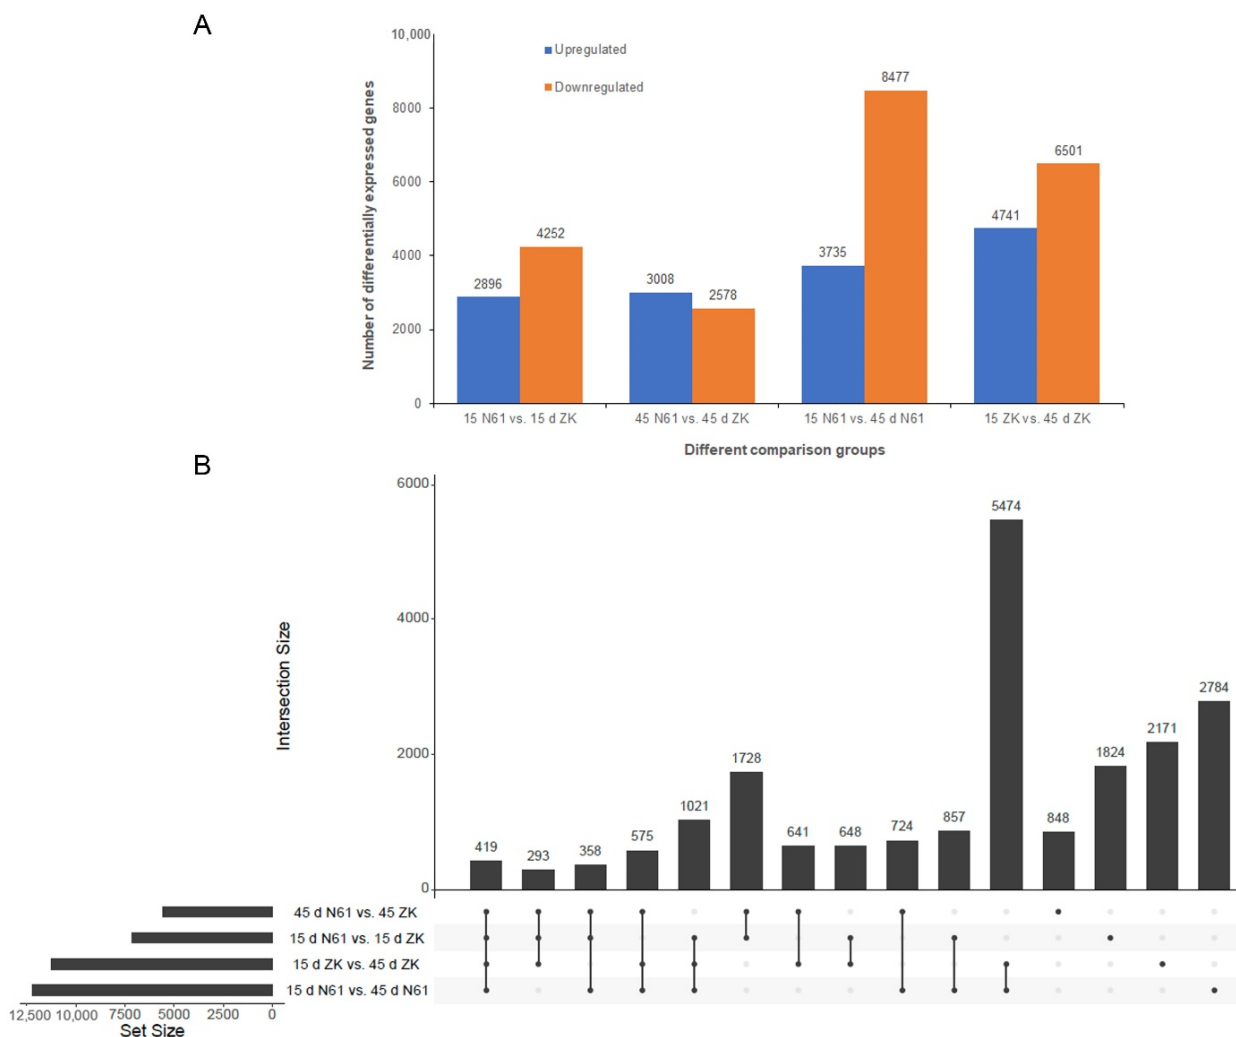 A
10,000
Upregulated
Downregulated
8477
8000
6501
6000
4741
4252
4000
3735
3008
2896
2578
2000
0
Number of differentially expressed genes
15 N61 vs. 15 d ZK
45 N61 vs. 45 d ZK
15 N61 vs. 45 d N61
15 ZK vs. 45 d ZK
Different comparison groups
B
6000
4000
2000
0
Intersection Size
419
293
358
575
1021
1728
641
648
724
857
5474
848
1824
2171
2784
45 d N61 vs. 45 ZK
15 d N61 vs. 15 d ZK
15 d ZK vs. 45 d ZK
15 d N61 vs. 45 d N61
12,500 10,000 7500 5000 2500 0
Set Size